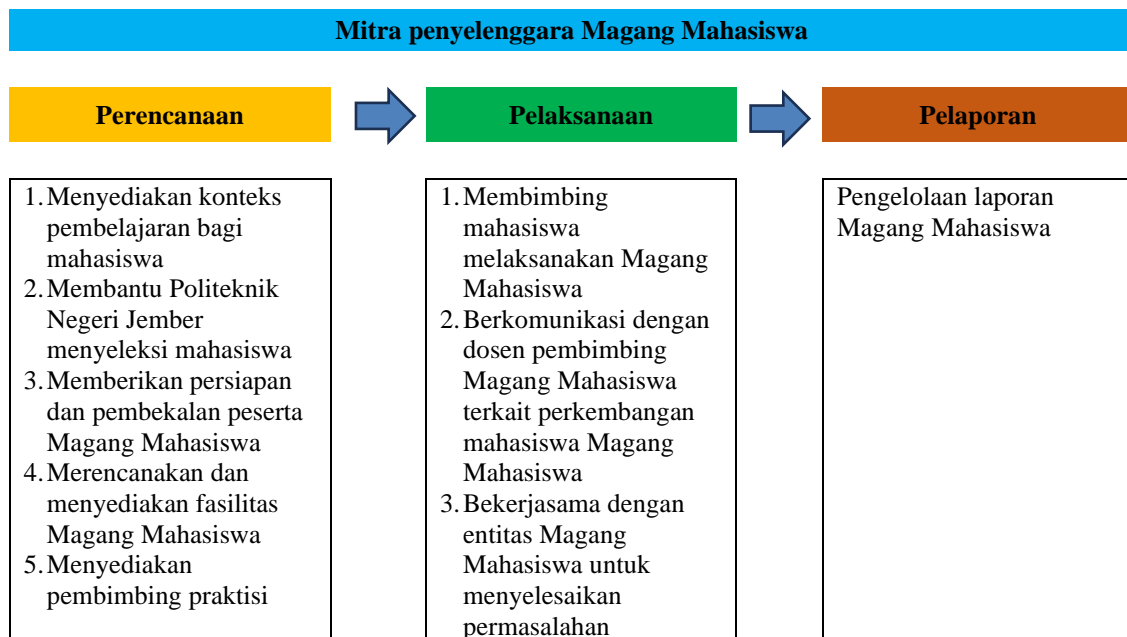 Mitra penyelenggara Magang Mahasiswa
Perencanaan
Pelaksanaan
Pelaporan
1. Menyediakan konteks
pembelajaran bagi
mahasiswa
2. Membantu Politeknik
Negeri Jember
menyeleksi mahasiswa
3. Memberikan persiapan
dan pembekalan peserta
Magang Mahasiswa
4. Merencanakan dan
menyediakan fasilitas
Magang Mahasiswa
5. Menyediakan
pembimbing praktisi
1. Membimbing
mahasiswa
melaksanakan Magang
Mahasiswa
2. Berkomunikasi dengan
dosen pembimbing
Magang Mahasiswa
terkait perkembangan
mahasiswa Magang
Mahasiswa
3. Bekerjasama dengan
entitas Magang
Mahasiswa untuk
menyelesaikan
permasalahan
Pengelolaan laporan
Magang Mahasiswa